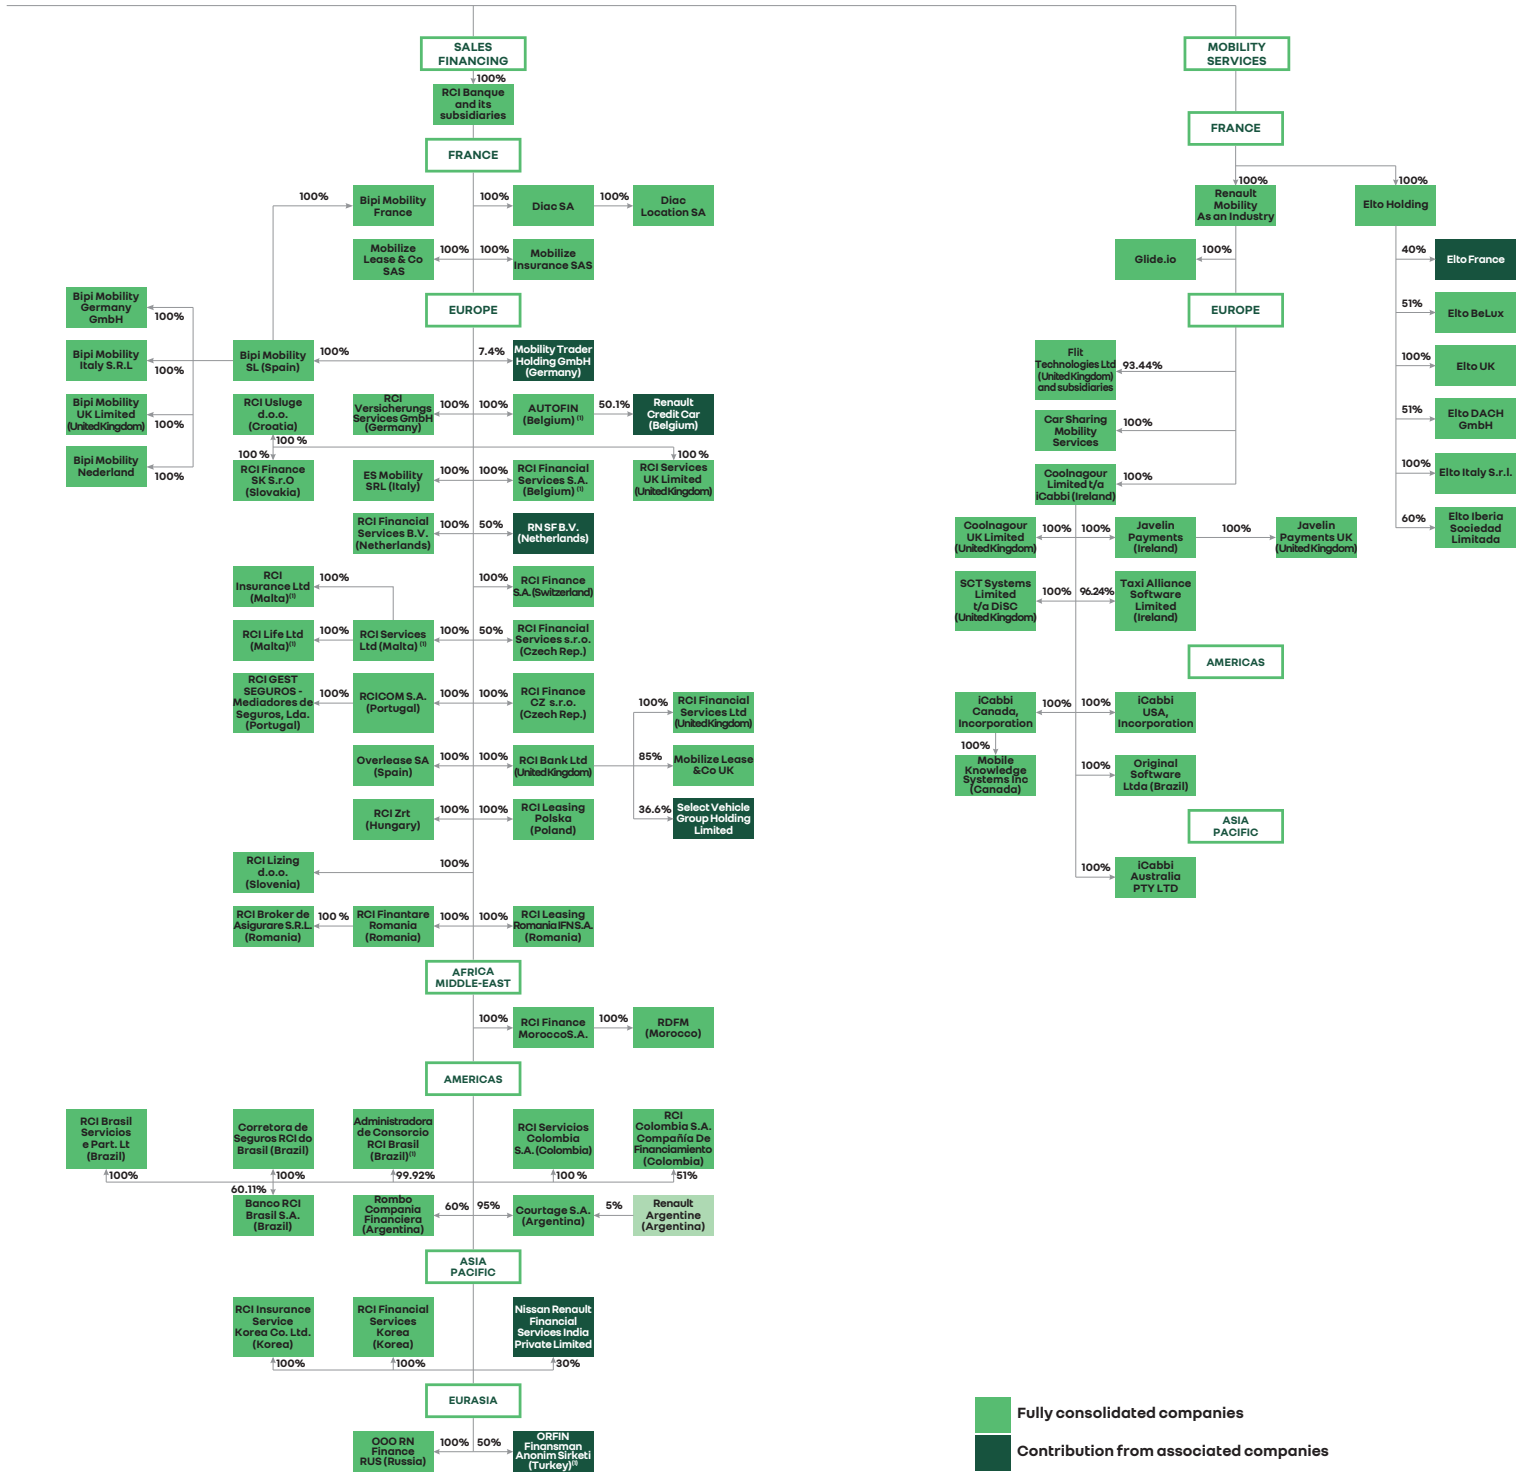 SALES
FINANCING
100%
RCI Banque
and its
subsidiaries
FRANCE
100%
Bipi Mobility
France
100%
Diac SA
100%
Diac
Location SA
Mobilize
Lease & Co
SAS
100%
100%
Mobilize
Insurance SAS
EUROPE
Bipi Mobility
Germany
GmbH
100%
Bipi Mobility
Italy S.R.L
100%
Bipi Mobility
UK Limited
(United Kingdom)
100%
Bipi Mobility
Nederland
100%
Bipi Mobility
SL (Spain)
100%
7.4%
Mobility Trader
Holding GmbH
(Germany)
RCI Usluge
d.o.o.
(Croatia)
100 %
RCI
Versicherungs
Services GmbH
(Germany)
100%
100%
AUTOFIN
(Belgium) (1)
50.1%
Renault
Credit Car
(Belgium)
100 %
RCI Finance
SK S.r.O
(Slovakia)
ES Mobility
SRL (Italy)
100%
100%
RCI Financial
Services S.A.
(Belgium) (1)
100 %
RCI Services
UK Limited
(United Kingdom)
RCI Financial
Services B.V.
(Netherlands)
100%
50%
RN SF B.V.
(Netherlands)
RCI
Insurance Ltd
(Malta)(1)
100%
100%
RCI Finance
S.A. (Switzerland)
RCI Life Ltd
(Malta)(1)
100%
RCI Services
Ltd (Malta) (1)
100%
50%
RCI Financial
Services s.r.o.
(Czech Rep.)
RCI GEST
SEGUROS -
Mediadores de
Seguros, Lda.
(Portugal)
100%
RCICOM S.A.
(Portugal)
100%
100%
RCI Finance
CZ s.r.o.
(Czech Rep.)
100%
RCI Financial
Services Ltd
(United Kingdom)
Overlease SA
(Spain)
100%
100%
RCI Bank Ltd
(United Kingdom)
85%
Mobilize Lease
&Co UK
RCI Zrt
(Hungary)
100%
100%
RCI Leasing
Polska
(Poland)
36.6%
Select Vehicle
Group Holding
Limited
RCI Lizing
d.o.o.
(Slovenia)
100%
RCI Broker de
Asigurare S.R.L.
(Romania)
100 %
RCI Finantare
Romania
(Romania)
100%
100%
RCI Leasing
Romania IFN S.A.
(Romania)
AFRICA
MIDDLE-EAST
100%
RCI Finance
MoroccoS.A.
100%
RDFM
(Morocco)
AMERICAS
RCI Brasil
Servicios
e Part. Lt
(Brazil)
100%
Corretora de
Seguros RCI do
Brasil (Brazil)
100%
Administradora
de Consorcio
RCI Brasil
(Brazil)(1)
99.92%
RCI Servicios
Colombia
S.A. (Colombia)
100 %
RCI
Colombia S.A.
Compañía De
Financiamiento
(Colombia)
51%
60.11%
Banco RCI
Brasil S.A.
(Brazil)
Rombo
Compania
Financiera
(Argentina)
60%
95%
Courtage S.A.
(Argentina)
5%
Renault
Argentine
(Argentina)
ASIA
PACIFIC
RCI Insurance
Service
Korea Co. Ltd.
(Korea)
100%
RCI Financial
Services
Korea
(Korea)
100%
Nissan Renault
Financial
Services India
Private Limited
30%
EURASIA
OOO RN
Finance
RUS (Russia)
100%
50%
ORFIN
Finansman
Anonim Sirketi
(Turkey)(1)
MOBILITY
SERVICES
FRANCE
100%
Renault
Mobility
As an Industry
100%
Elto Holding
Glide.io
100%
40%
Elto France
EUROPE
51%
Elto BeLux
Flit
Technologies Ltd
(United Kingdom)
and subsidiaries
93.44%
100%
Elto UK
Car Sharing
Mobility
Services
100%
51%
Elto DACH
GmbH
Coolnagour
Limited t/a
iCabbi (Ireland)
100%
100%
Elto Italy S.r.l.
60%
Elto Iberia
Sociedad
Limitada
Coolnagour
UK Limited
(United Kingdom)
100%
100%
Javelin
Payments
(Ireland)
100%
Javelin
Payments UK
(United Kingdom)
SCT Systems
Limited
t/a DiSC
(United Kingdom)
100%
96.24%
Taxi Alliance
Software
Limited
(Ireland)
AMERICAS
iCabbi
Canada,
Incorporation
100%
100%
iCabbi
USA,
Incorporation
100%
Mobile
Knowledge
Systems Inc
(Canada)
100%
Original
Software
Ltda (Brazil)
ASIA
PACIFIC
100%
iCabbi
Australia
PTY LTD
Fully consolidated companies
Contribution from associated companies